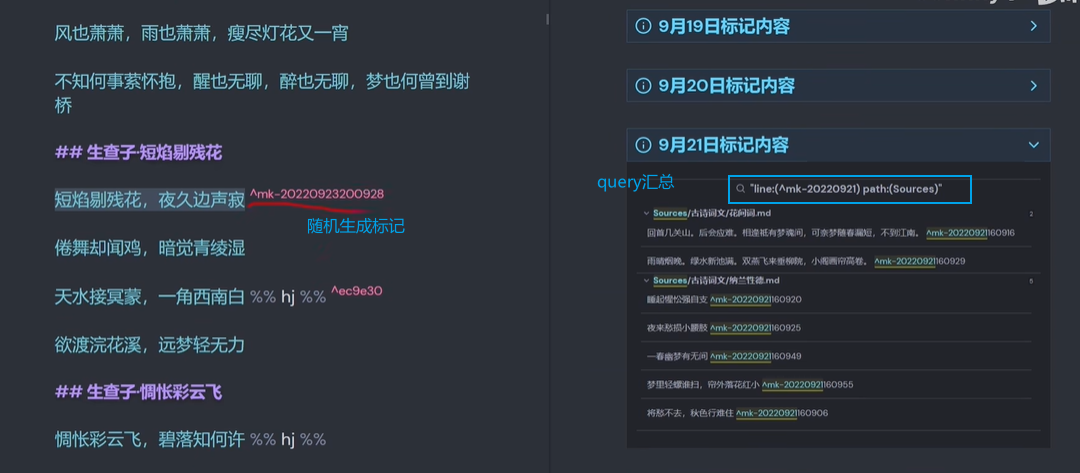 风也萧萧，雨也萧萧，瘦尽灯花又一宵
不知何事萦怀抱，醒也无聊，醉也无聊，梦也何曾到谢
桥
## 生查子·短焰剔残花
短焰剔残花，夜久边声寂 ^mk-20220923200928
随机生成标记
倦舞却闻鸡，暗觉青绫湿
天水接冥蒙，一角西南白 %% hj %% ^ec9e30
欲渡浣花溪，远梦轻无力
## 生查子·惆怅彩云飞
惆怅彩云飞，碧落知何许 %% hj %%
9月19日标记内容
9月20日标记内容
9月21日标记内容
query汇总
"line:(^mk-20220921) path:(Sources)"
Sources/古诗词文/花间词.md 2
回首几关山。后会应难。相逢祇有梦魂间，可奈梦随春漏短，不到江南。 ^mk-20220921160916
雨晴烟晚。绿水新池满。双燕飞来垂柳院，小阁画帘高卷。 ^mk-20220921160929
Sources/古诗词文/纳兰性德.md 5
睡起惺忪强自支 ^mk-20220921160920
夜来愁损小腰肢 ^mk-20220921160925
一春幽梦有无间 ^mk-20220921160949
梦里轻螺谁扫，帘外落花红小 ^mk-20220921160955
将愁不去，秋色行难住 ^mk-20220921160906